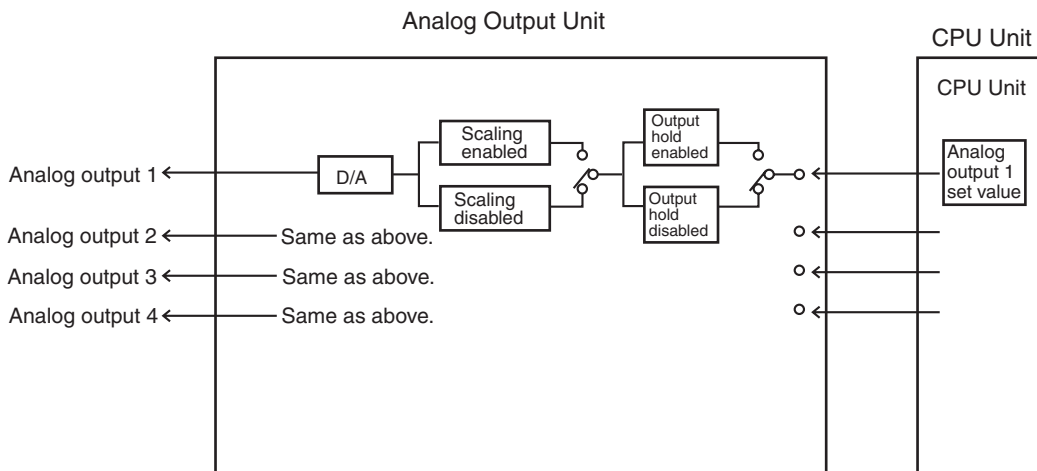 Analog Output Unit
CPU Unit
CPU Unit
Scaling
enabled
Output
hold
enabled
Analog output 1
D/A
Analog
output 1
set value
Scaling
disabled
Output
hold
disabled
Analog output 2
Same as above.
Analog output 3
Same as above.
Analog output 4
Same as above.